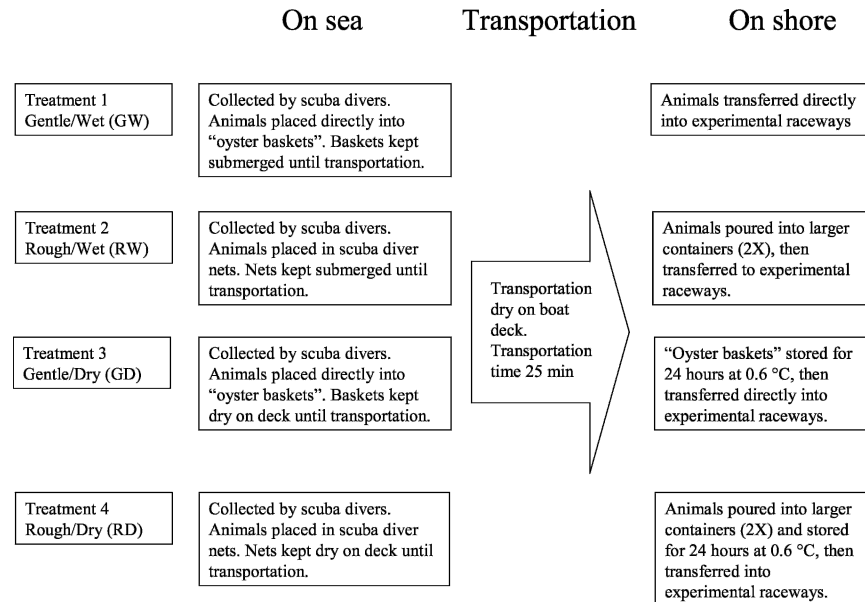 On sea
Transportation
On shore
Treatment 1
Gentle/Wet (GW)
Collected by scuba divers.
Animals placed directly into
“oyster baskets”. Baskets kept
submerged until transportation.
Animals transferred directly
into experimental raceways
Treatment 2
Rough/Wet (RW)
Collected by scuba divers.
Animals placed in scuba diver
nets. Nets kept submerged until
transportation.
Animals poured into larger
containers (2X), then
transferred to experimental
raceways.
Transportation
dry on boat
deck.
Transportation
time 25 min
Treatment 3
Gentle/Dry (GD)
Collected by scuba divers.
Animals placed directly into
“oyster baskets”. Baskets kept
dry on deck until transportation.
“Oyster baskets” stored for
24 hours at 0.6 °C, then
transferred directly into
experimental raceways.
Treatment 4
Rough/Dry (RD)
Collected by scuba divers.
Animals placed in scuba diver
nets. Nets kept dry on deck until
transportation.
Animals poured into larger
containers (2X) and stored
for 24 hours at 0.6 °C, then
transferred into
experimental raceways.